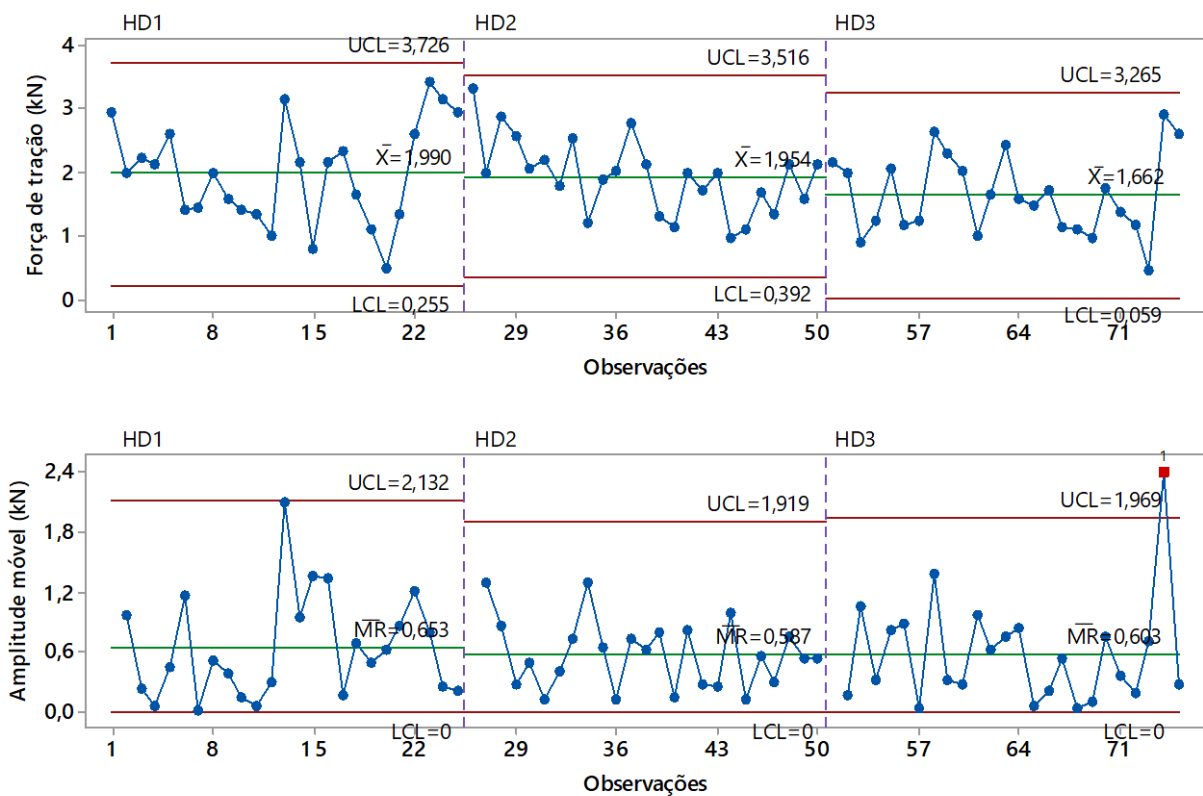 HD1 HD2 HD3
4
3
2
1
0
Força de tração (kN)
UCL=3,726
X̄=1,990
LCL=0,255
UCL=3,516
X̄=1,954
LCL=0,392
UCL=3,265
X̄=1,662
LCL=0,059
1 8 15 22 29 36 43 50 57 64 71
Observações
HD1 HD2 HD3
2,4
1,8
1,2
0,6
0,0
Amplitude móvel (kN)
UCL=2,132
M̅R̅=0,653
LCL=0
UCL=1,919
M̅R̅=0,587
LCL=0
1
UCL=1,969
M̅R̅=0,603
LCL=0
1 8 15 22 29 36 43 50 57 64 71
Observações